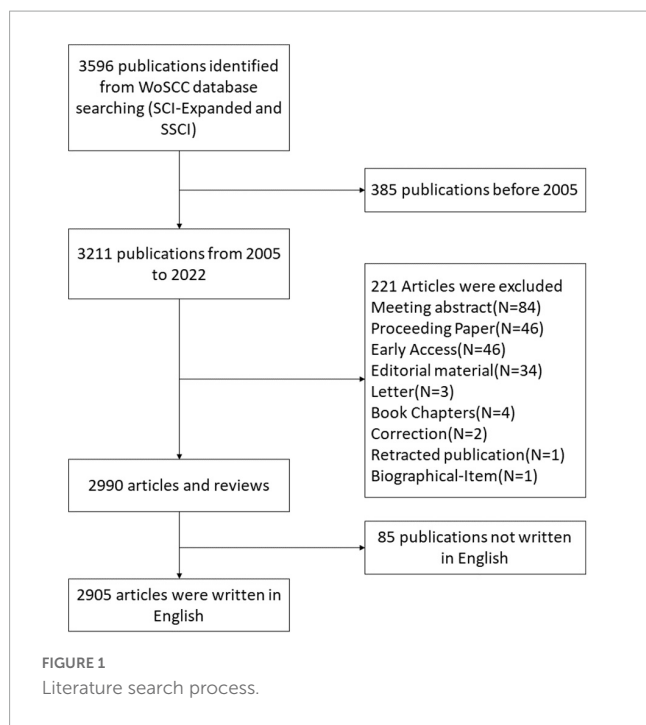 3596 publications identified
from WoSCC database
searching (SCI-Expanded and
SSCI)
385 publications before 2005
3211 publications from 2005
to 2022
221 Articles were excluded
Meeting abstract(N=84)
Proceeding Paper(N=46)
Early Access(N=46)
Editorial material(N=34)
Letter(N=3)
Book Chapters(N=4)
Correction(N=2)
Retracted publication(N=1)
Biographical-Item(N=1)
2990 articles and reviews
85 publications not written
in English
2905 articles were written in
English
FIGURE 1
Literature search process.